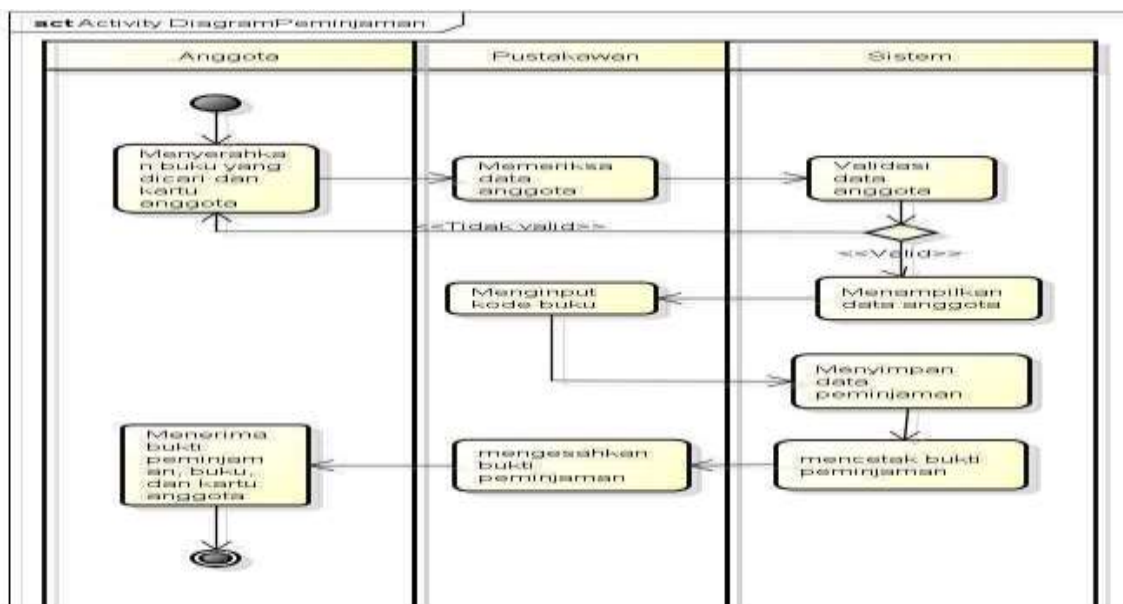 act Activity DiagramPeminjaman
Anggota
Pustakawan
Sistem
Menyerahka
n buku yang
dicari dan
kartu
anggota
Memeriksa
data
anggota
Validasi
data
anggota
<<Tidak valid>>
<<Valid>>
Menginput
kode buku
Menampilkan
data anggota
Menyimpan
data
peminjaman
Menerima
bukti
peminjam
an, buku,
dan kartu
anggota
mengesahkan
bukti
peminjaman
mencetak bukti
peminjaman